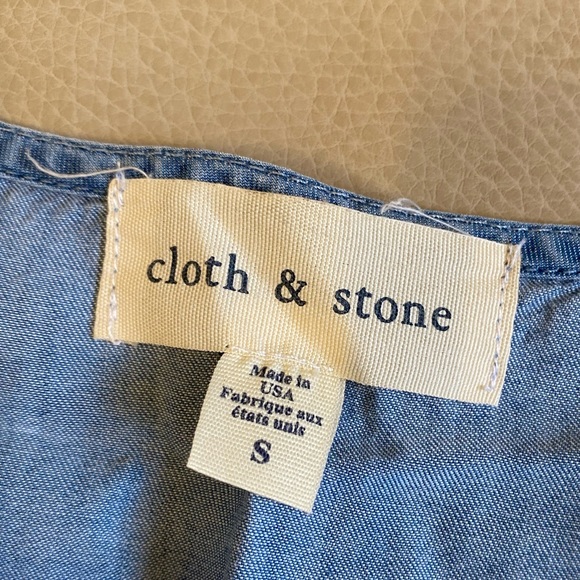 cloth & stone
Made in
USA
Fabrique aux
états unis
S